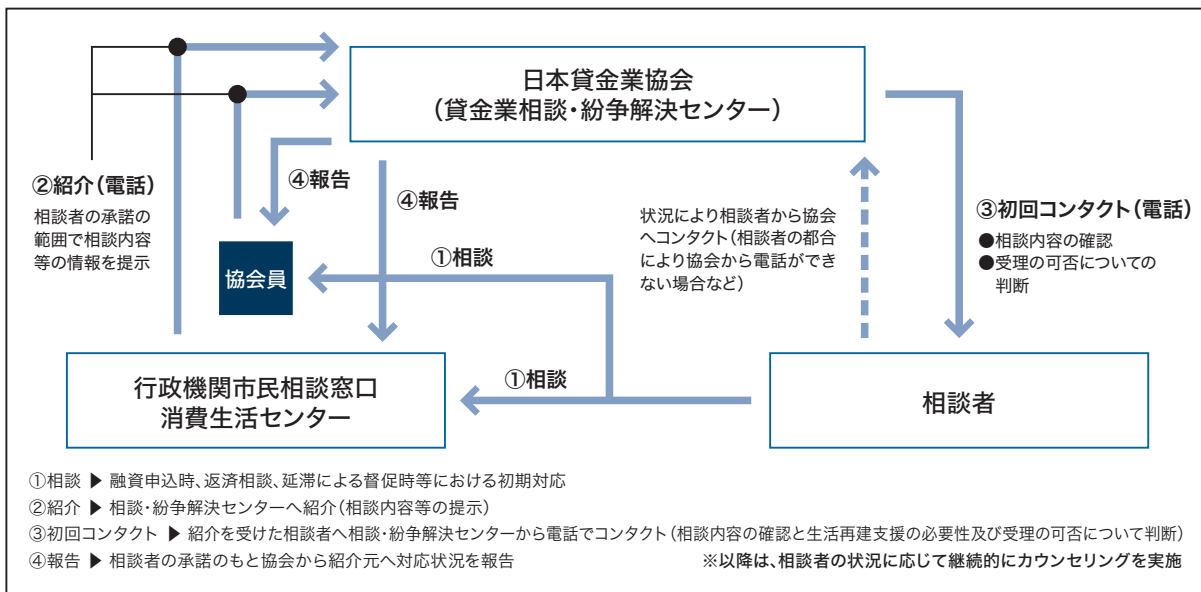 日本貸金業協会
（貸金業相談・紛争解決センター）
②紹介（電話）
相談者の承諾の
範囲で相談内容
等の情報を提示
④報告
④報告
協会員
①相談
状況により相談者から協会
へコンタクト（相談者の都合
により協会から電話ができ
ない場合など）
③初回コンタクト（電話）
●相談内容の確認
●受理の可否についての
判断
行政機関市民相談窓口
消費生活センター
①相談
相談者
①相談 ▶ 融資申込時、返済相談、延滞による督促時等における初期対応
②紹介 ▶ 相談・紛争解決センターへ紹介（相談内容等の提示）
③初回コンタクト ▶ 紹介を受けた相談者へ相談・紛争解決センターから電話でコンタクト（相談内容の確認と生活再建支援の必要性及び受理の可否について判断）
④報告 ▶ 相談者の承諾のもと協会から紹介元へ対応状況を報告
※以降は、相談者の状況に応じて継続的にカウンセリングを実施